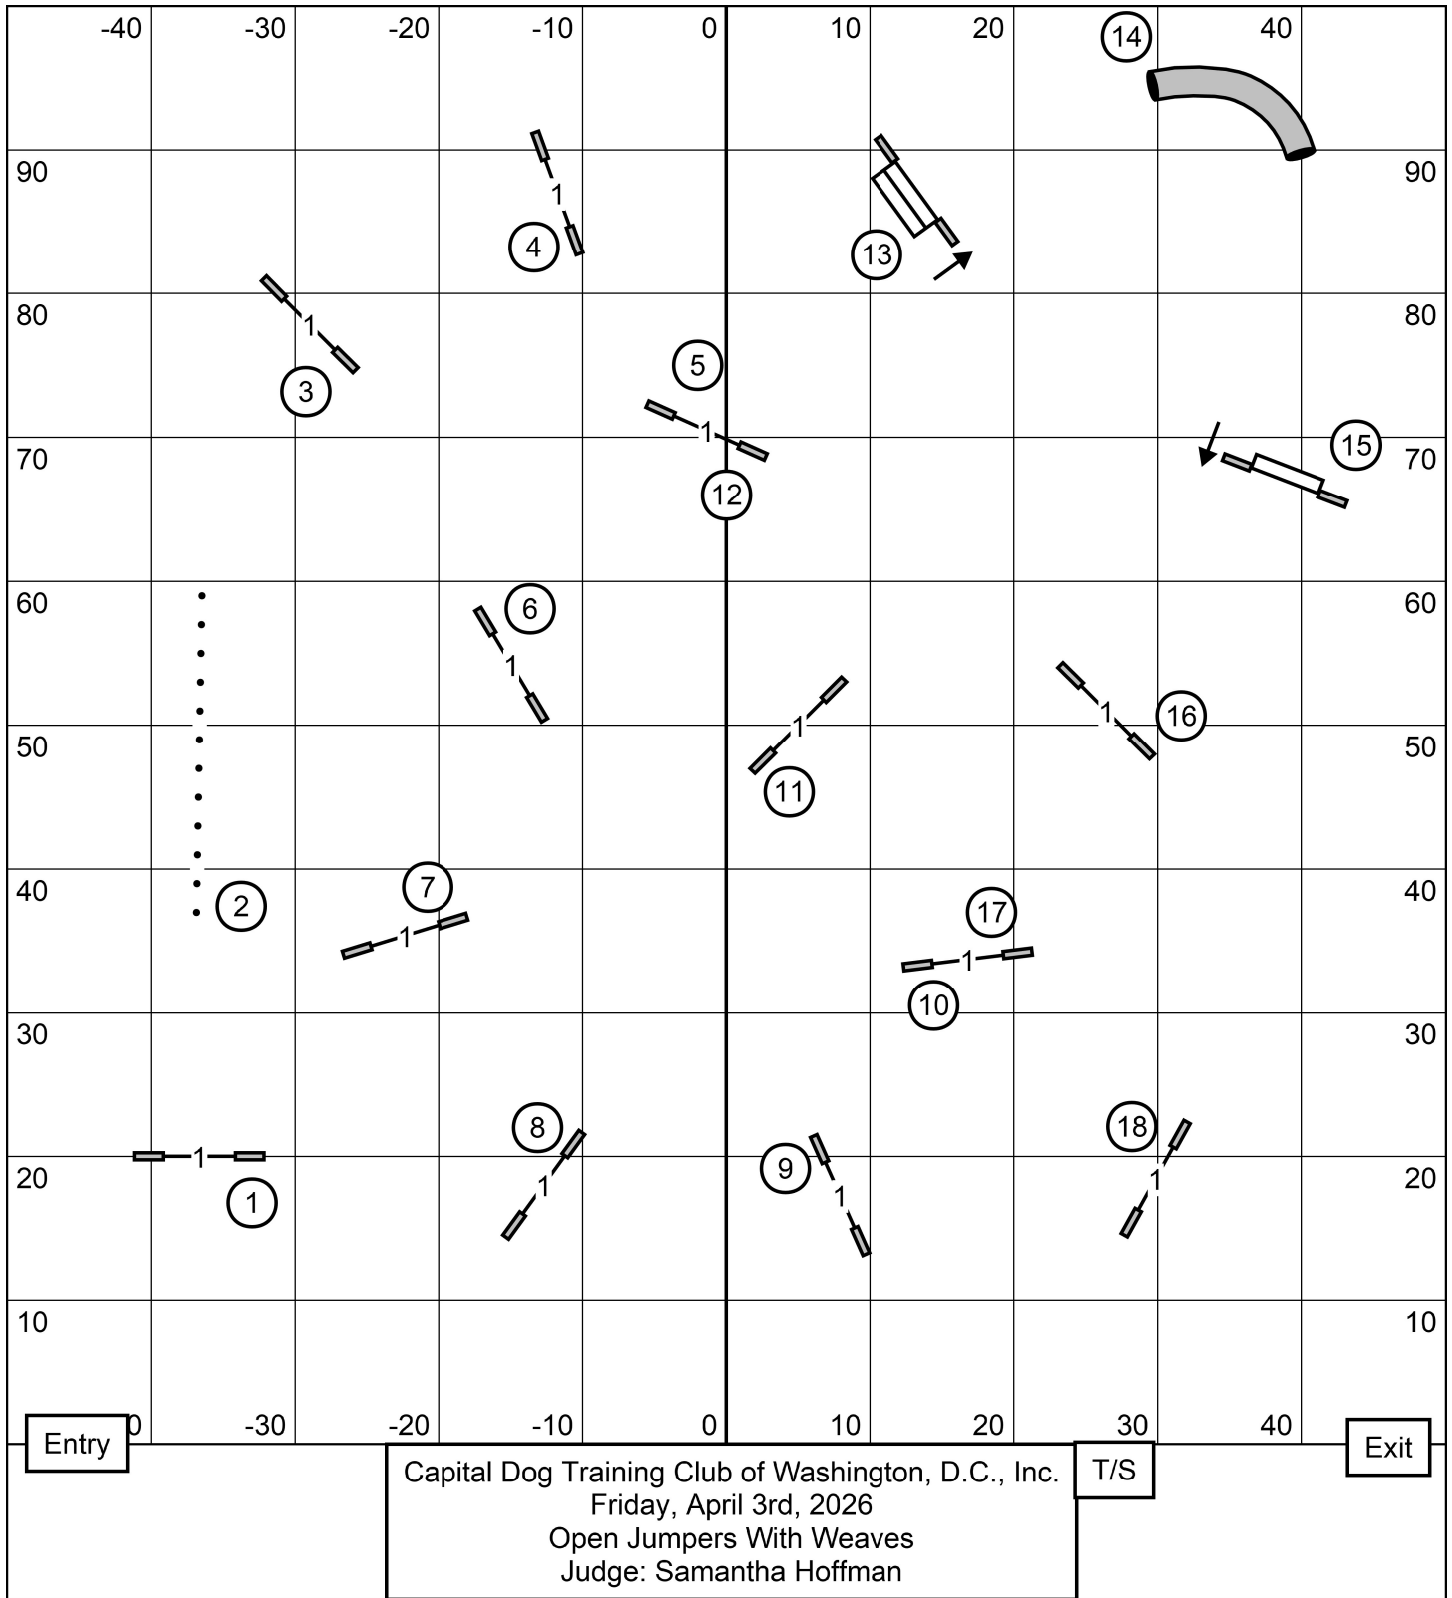 -40 -30 -20 -10 0 10 20 40
14
90 90
4 13
80 80
1
1
3
5
70 1 70
15
12
60 60
6
1
50 1 1 50
16
11
40 40
2 7 17
1 1
10
30 30
8 18
9
20 1 1 1 1 20
1
10 10
0 -30 -20 -10 0 10 20 30 40
Entry Exit
T/S
Capital Dog Training Club of Washington, D.C., Inc.
Friday, April 3rd, 2026
Open Jumpers With Weaves
Judge: Samantha Hoffman